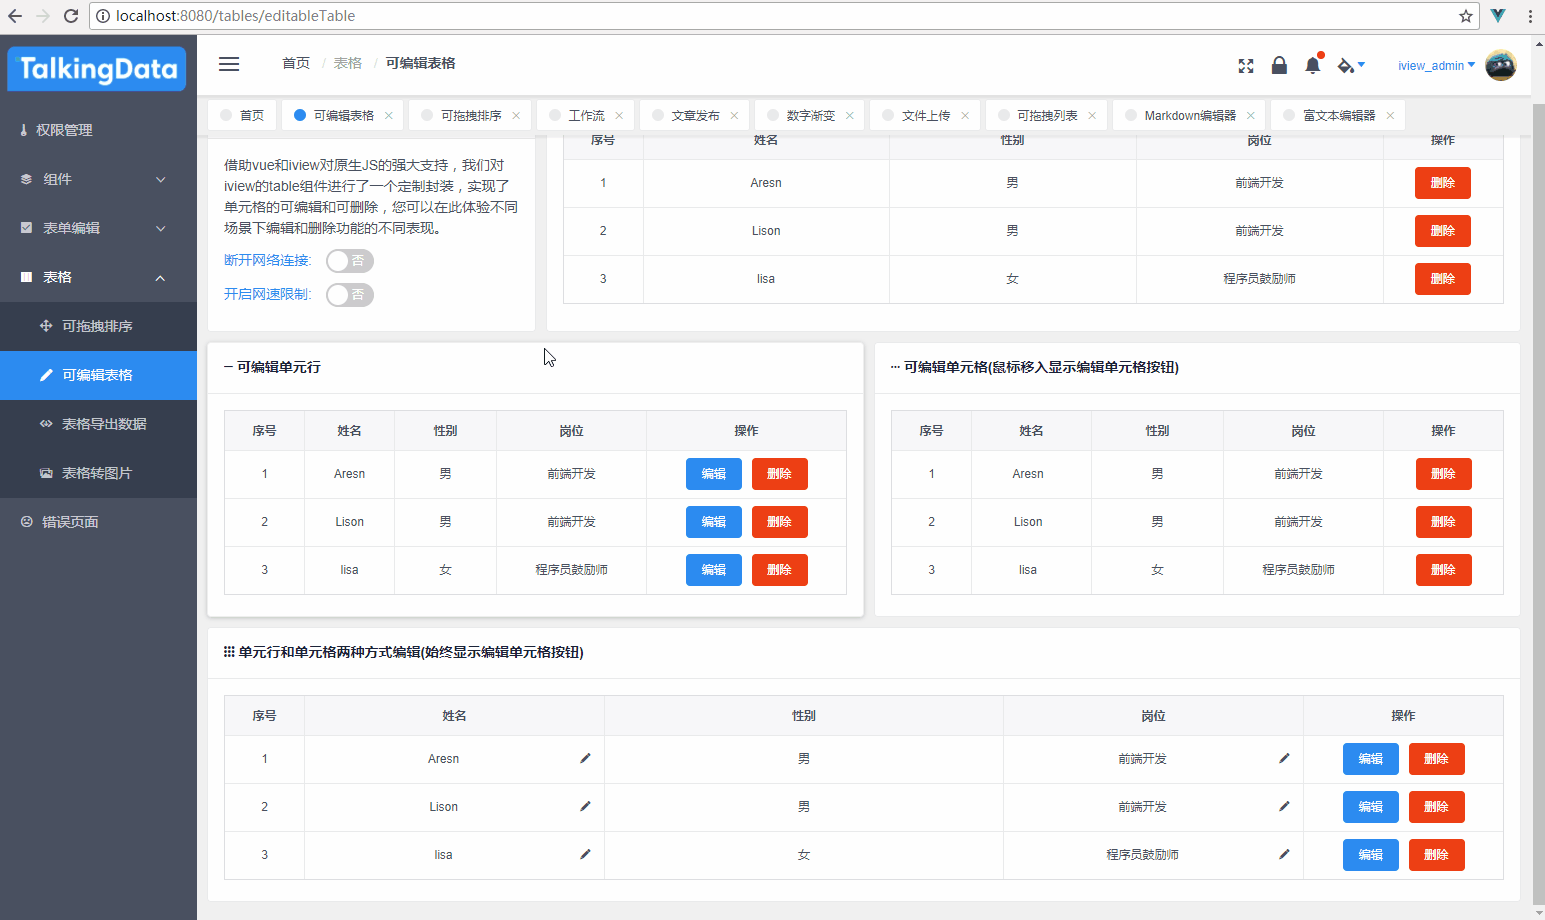 localhost:8080/tables/editableTable
TalkingData
首页 / 表格 / 可编辑表格
iview_admin
首页 可编辑表格 可拖拽排序 工作流 文章发布 数字渐变 文件上传 可拖拽列表 Markdown编辑器 富文本编辑器
权限管理
组件
表单编辑
表格
可拖拽排序
可编辑表格
表格导出数据
表格转图片
错误页面
借助vue和iview对原生JS的强大支持，我们对
iview的table组件进行了一个定制封装，实现了
单元格的可编辑和可删除，您可以在此体验不同
场景下编辑和删除功能的不同表现。
断开网络连接: 否
开启网速限制: 否
序号 姓名 性别 岗位 操作
1 Aresn 男 前端开发 删除
2 Lison 男 前端开发 删除
3 lisa 女 程序员鼓励师 删除
可编辑单元行
序号 姓名 性别 岗位 操作
1 Aresn 男 前端开发 编辑 删除
2 Lison 男 前端开发 编辑 删除
3 lisa 女 程序员鼓励师 编辑 删除
可编辑单元格(鼠标移入显示编辑单元格按钮)
序号 姓名 性别 岗位 操作
1 Aresn 男 前端开发 删除
2 Lison 男 前端开发 删除
3 lisa 女 程序员鼓励师 删除
单元行和单元格两种方式编辑(始终显示编辑单元格按钮)
序号 姓名 性别 岗位 操作
1 Aresn 男 前端开发 编辑 删除
2 Lison 男 前端开发 编辑 删除
3 lisa 女 程序员鼓励师 编辑 删除